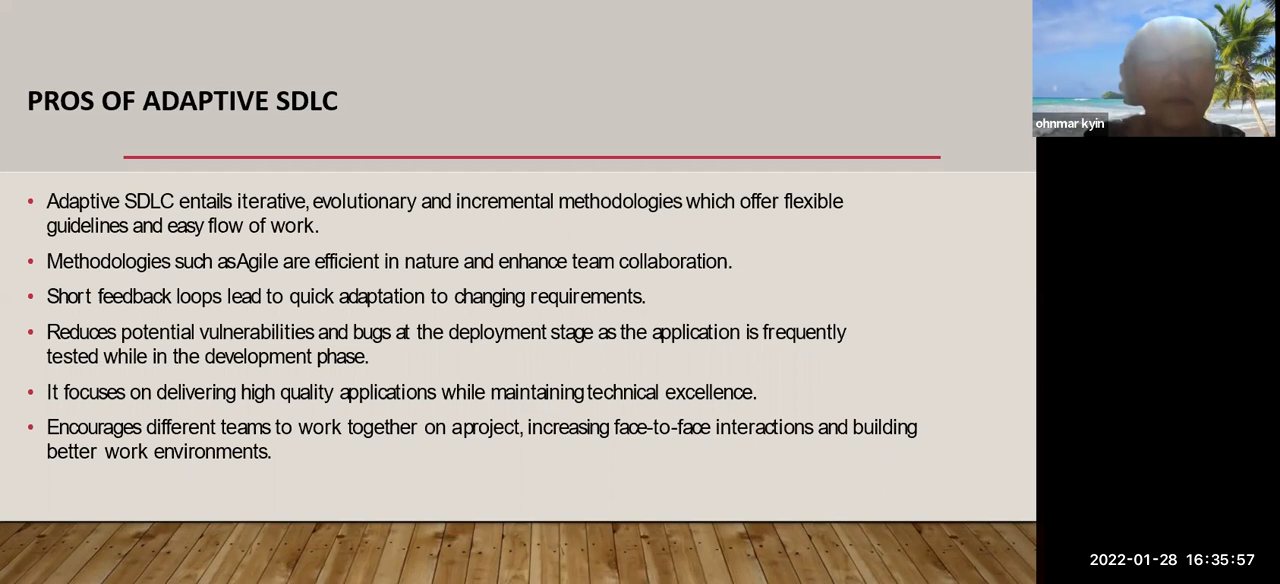 PROS OF ADAPTIVE SDLC
ohnmar kyin
Adaptive SDLC entails iterative, evolutionary and incremental methodologies which offer flexible
guidelines and easy flow of work.
Methodologies such asAgile are efficient in nature and enhance team collaboration.
Short feedback loops lead to quick adaptation to changing requirements.
Reduces potential vulnerabilities and bugs at the deployment stage as the application is frequently
tested while in the development phase.
It focuses on delivering high quality applications while maintaining technical excellence.
Encourages different teams to work together on aproject, increasing face-to-face interactions and building
better work environments.
2022-01-28 16:35:57